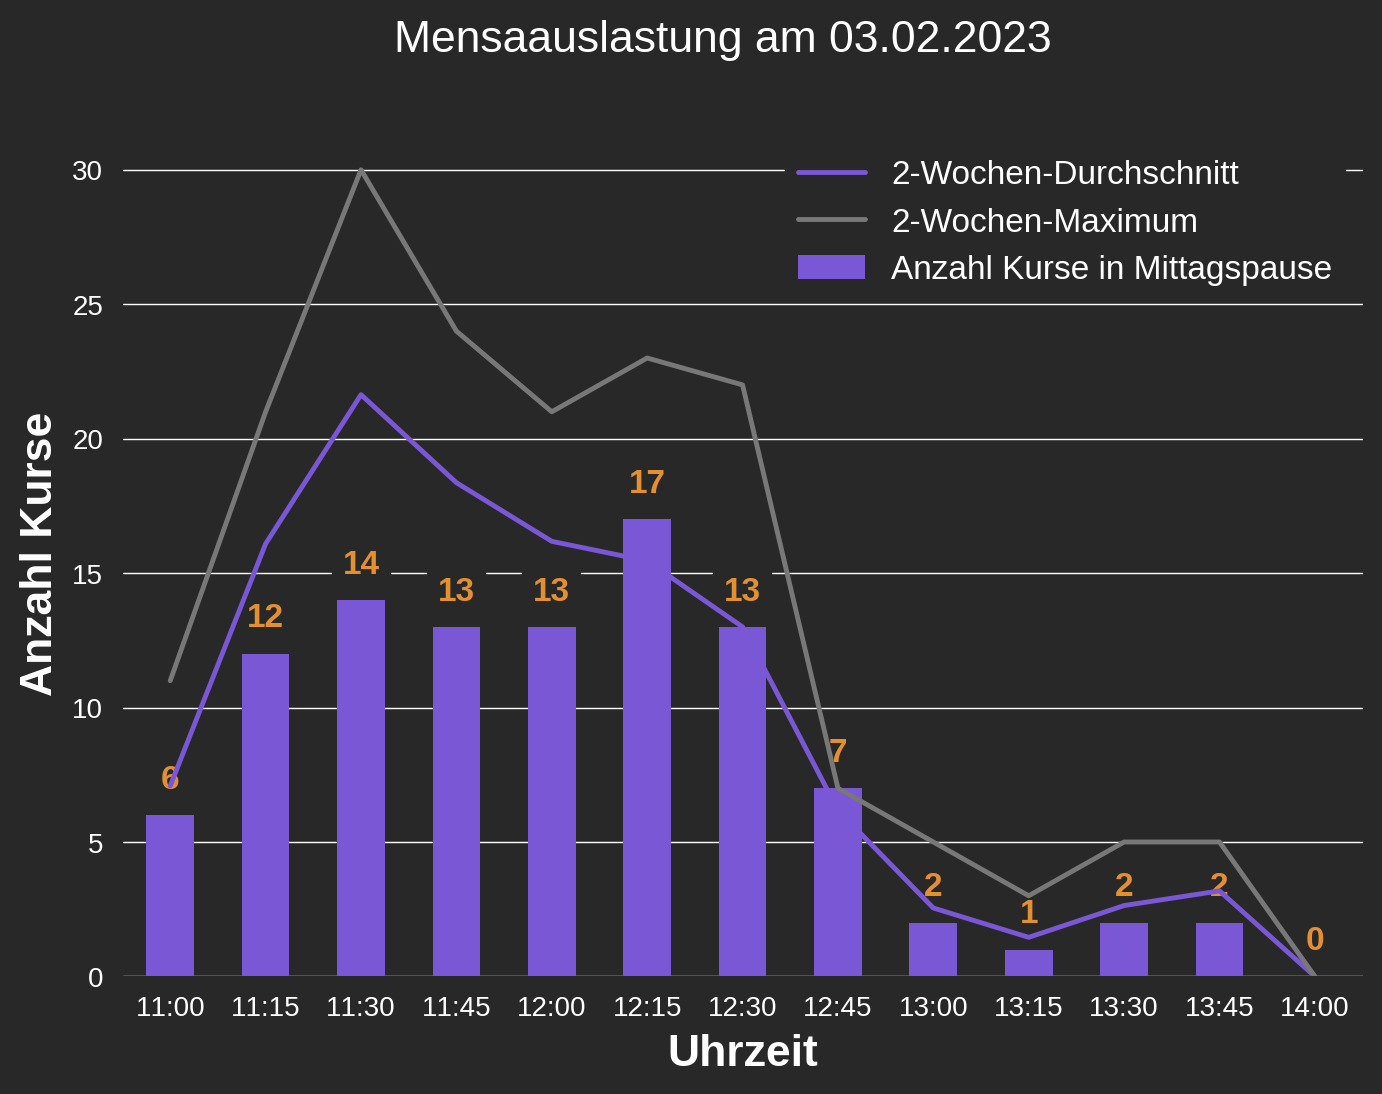 Mensaauslastung am 03.02.2023
2-Wochen-Durchschnitt
2-Wochen-Maximum
Anzahl Kurse in Mittagspause
Anzahl Kurse
30
25
20
15
10
5
0
6
12
14
13
13
17
13
7
2
1
2
2
0
11:00 11:15 11:30 11:45 12:00 12:15 12:30 12:45 13:00 13:15 13:30 13:45 14:00
Uhrzeit